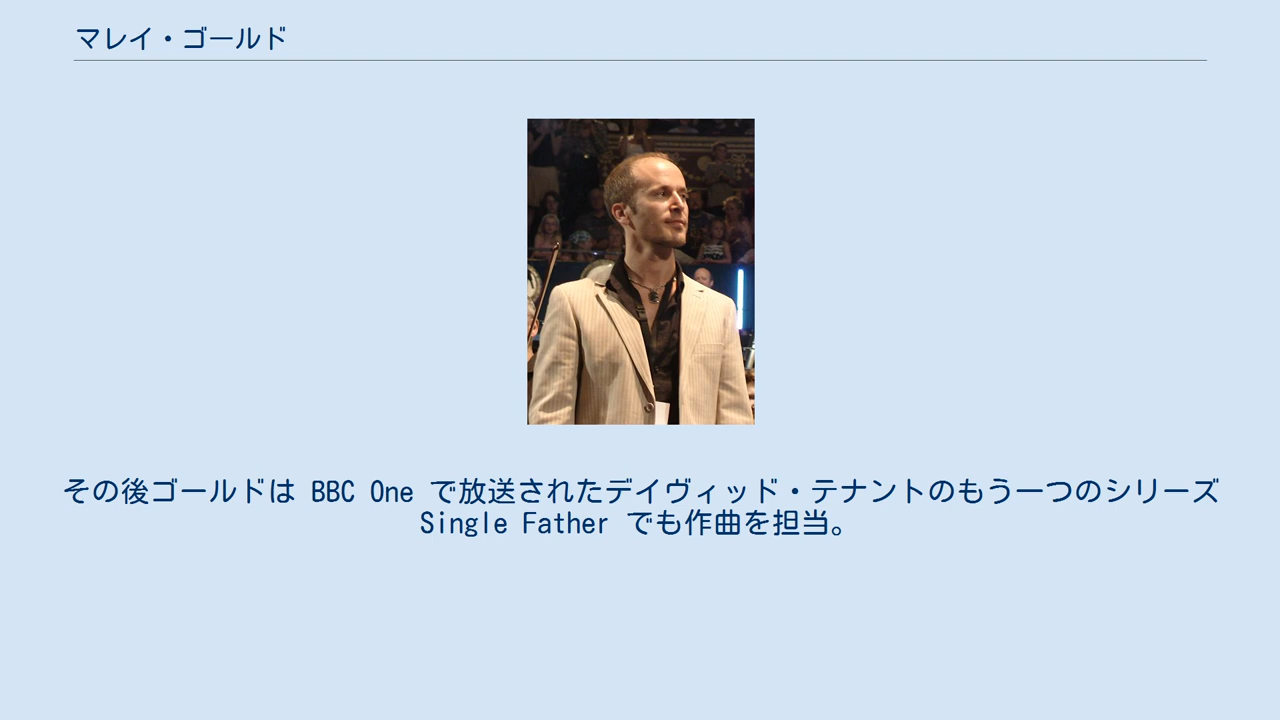 マレイ・ゴールド
その後ゴールドは BBC One で放送されたデイヴィッド・テナントのもう一つのシリーズ
Single Father でも作曲を担当。